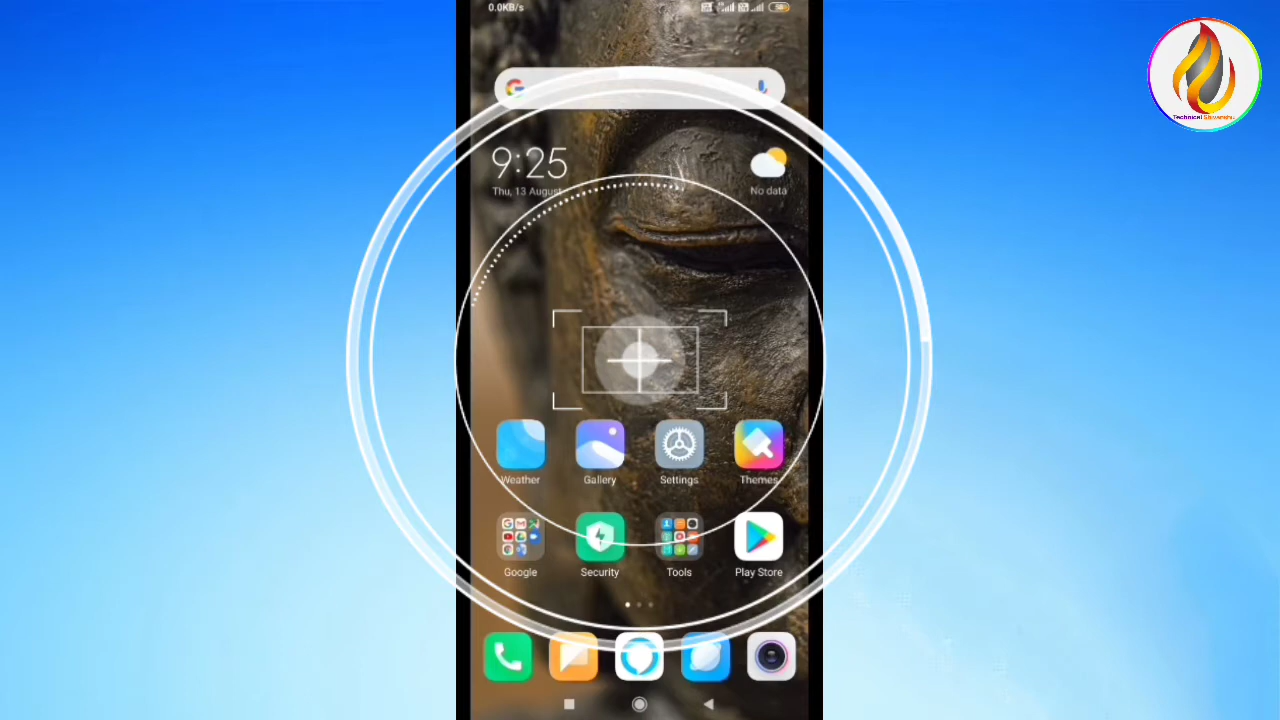 0.0KB/s
9:25
Thu, 13 August
No data
Weather
Gallery
Settings
Themes
Google
Security
Tools
Play Store
Technical Shivanshu